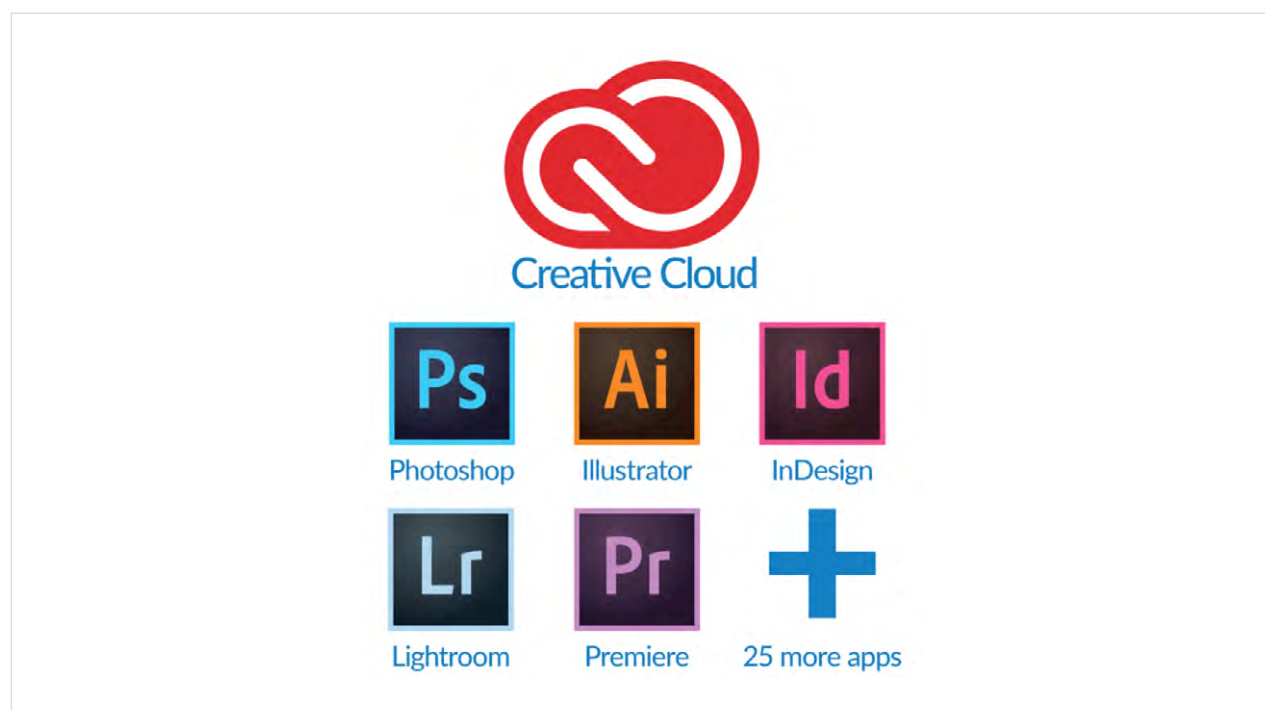 Creative Cloud
Ps Ai Id
Photoshop Illustrator InDesign
Lr Pr
Lightroom Premiere 25 more apps